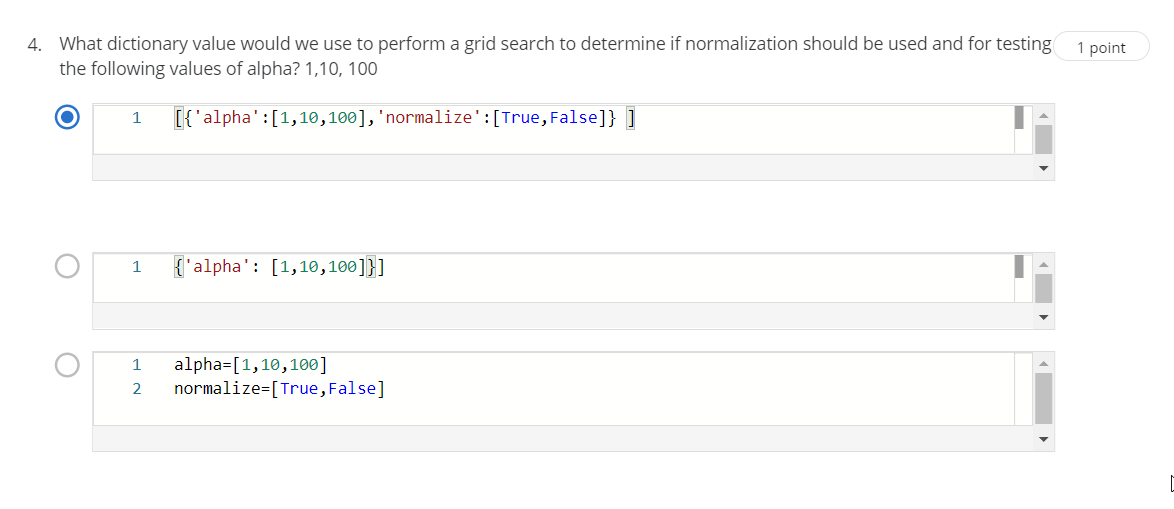 4. What dictionary value would we use to perform a grid search to determine if normalization should be used and for testing 1 point
the following values of alpha? 1,10, 100
1 [{'alpha':[1,10,100],'normalize':[True,False]} ]
1 {'alpha': [1,10,100]}]
1 alpha=[1,10,100]
2 normalize=[True,False]